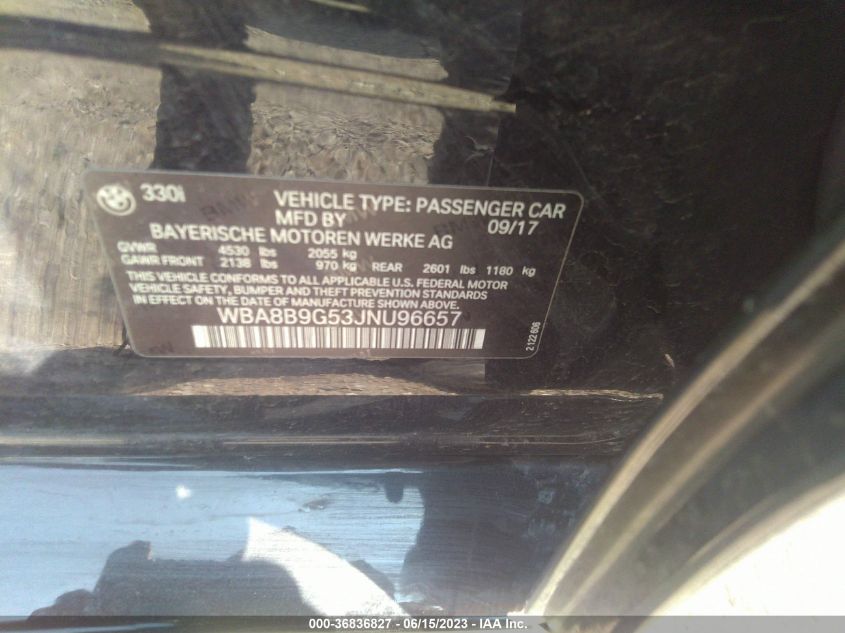 330i VEHICLE TYPE: PASSENGER CAR
MFD BY 09/17
BAYERISCHE MOTOREN WERKE AG
GVWR 4530 lbs 2055 kg
GAWR FRONT 2138 lbs 970 kg REAR 2601 lbs 1180 kg
THIS VEHICLE CONFORMS TO ALL APPLICABLE U.S. FEDERAL MOTOR
VEHICLE SAFETY, BUMPER AND THEFT PREVENTION STANDARDS
IN EFFECT ON THE DATE OF MANUFACTURE SHOWN ABOVE.
WBA8B9G53JNU96657
2 122 606
000-36836827 - 06/15/2023 - IAA Inc.